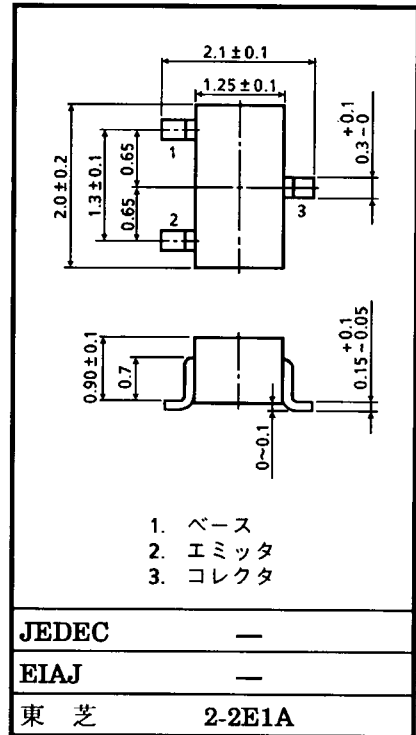 2.1±0.1
1.25±0.1
2.0±0.2
1.3±0.1
0.65
0.65
1
2
3
+0.1
0.3-0
0.90±0.1
0.7
0~0.1
+0.1
0.15-0.05
1. ベース
2. エミッタ
3. コレクタ
JEDEC —
EIAJ —
東 芝 2-2E1A